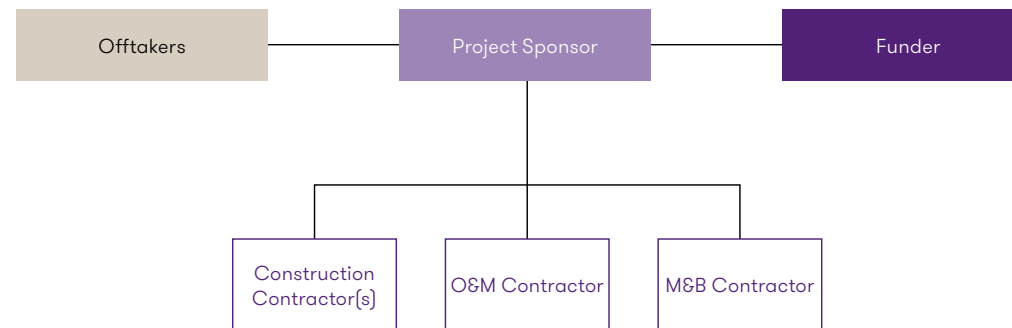 Offtakers
Project Sponsor
Funder
Construction
Contractor(s)
O&M Contractor
M&B Contractor